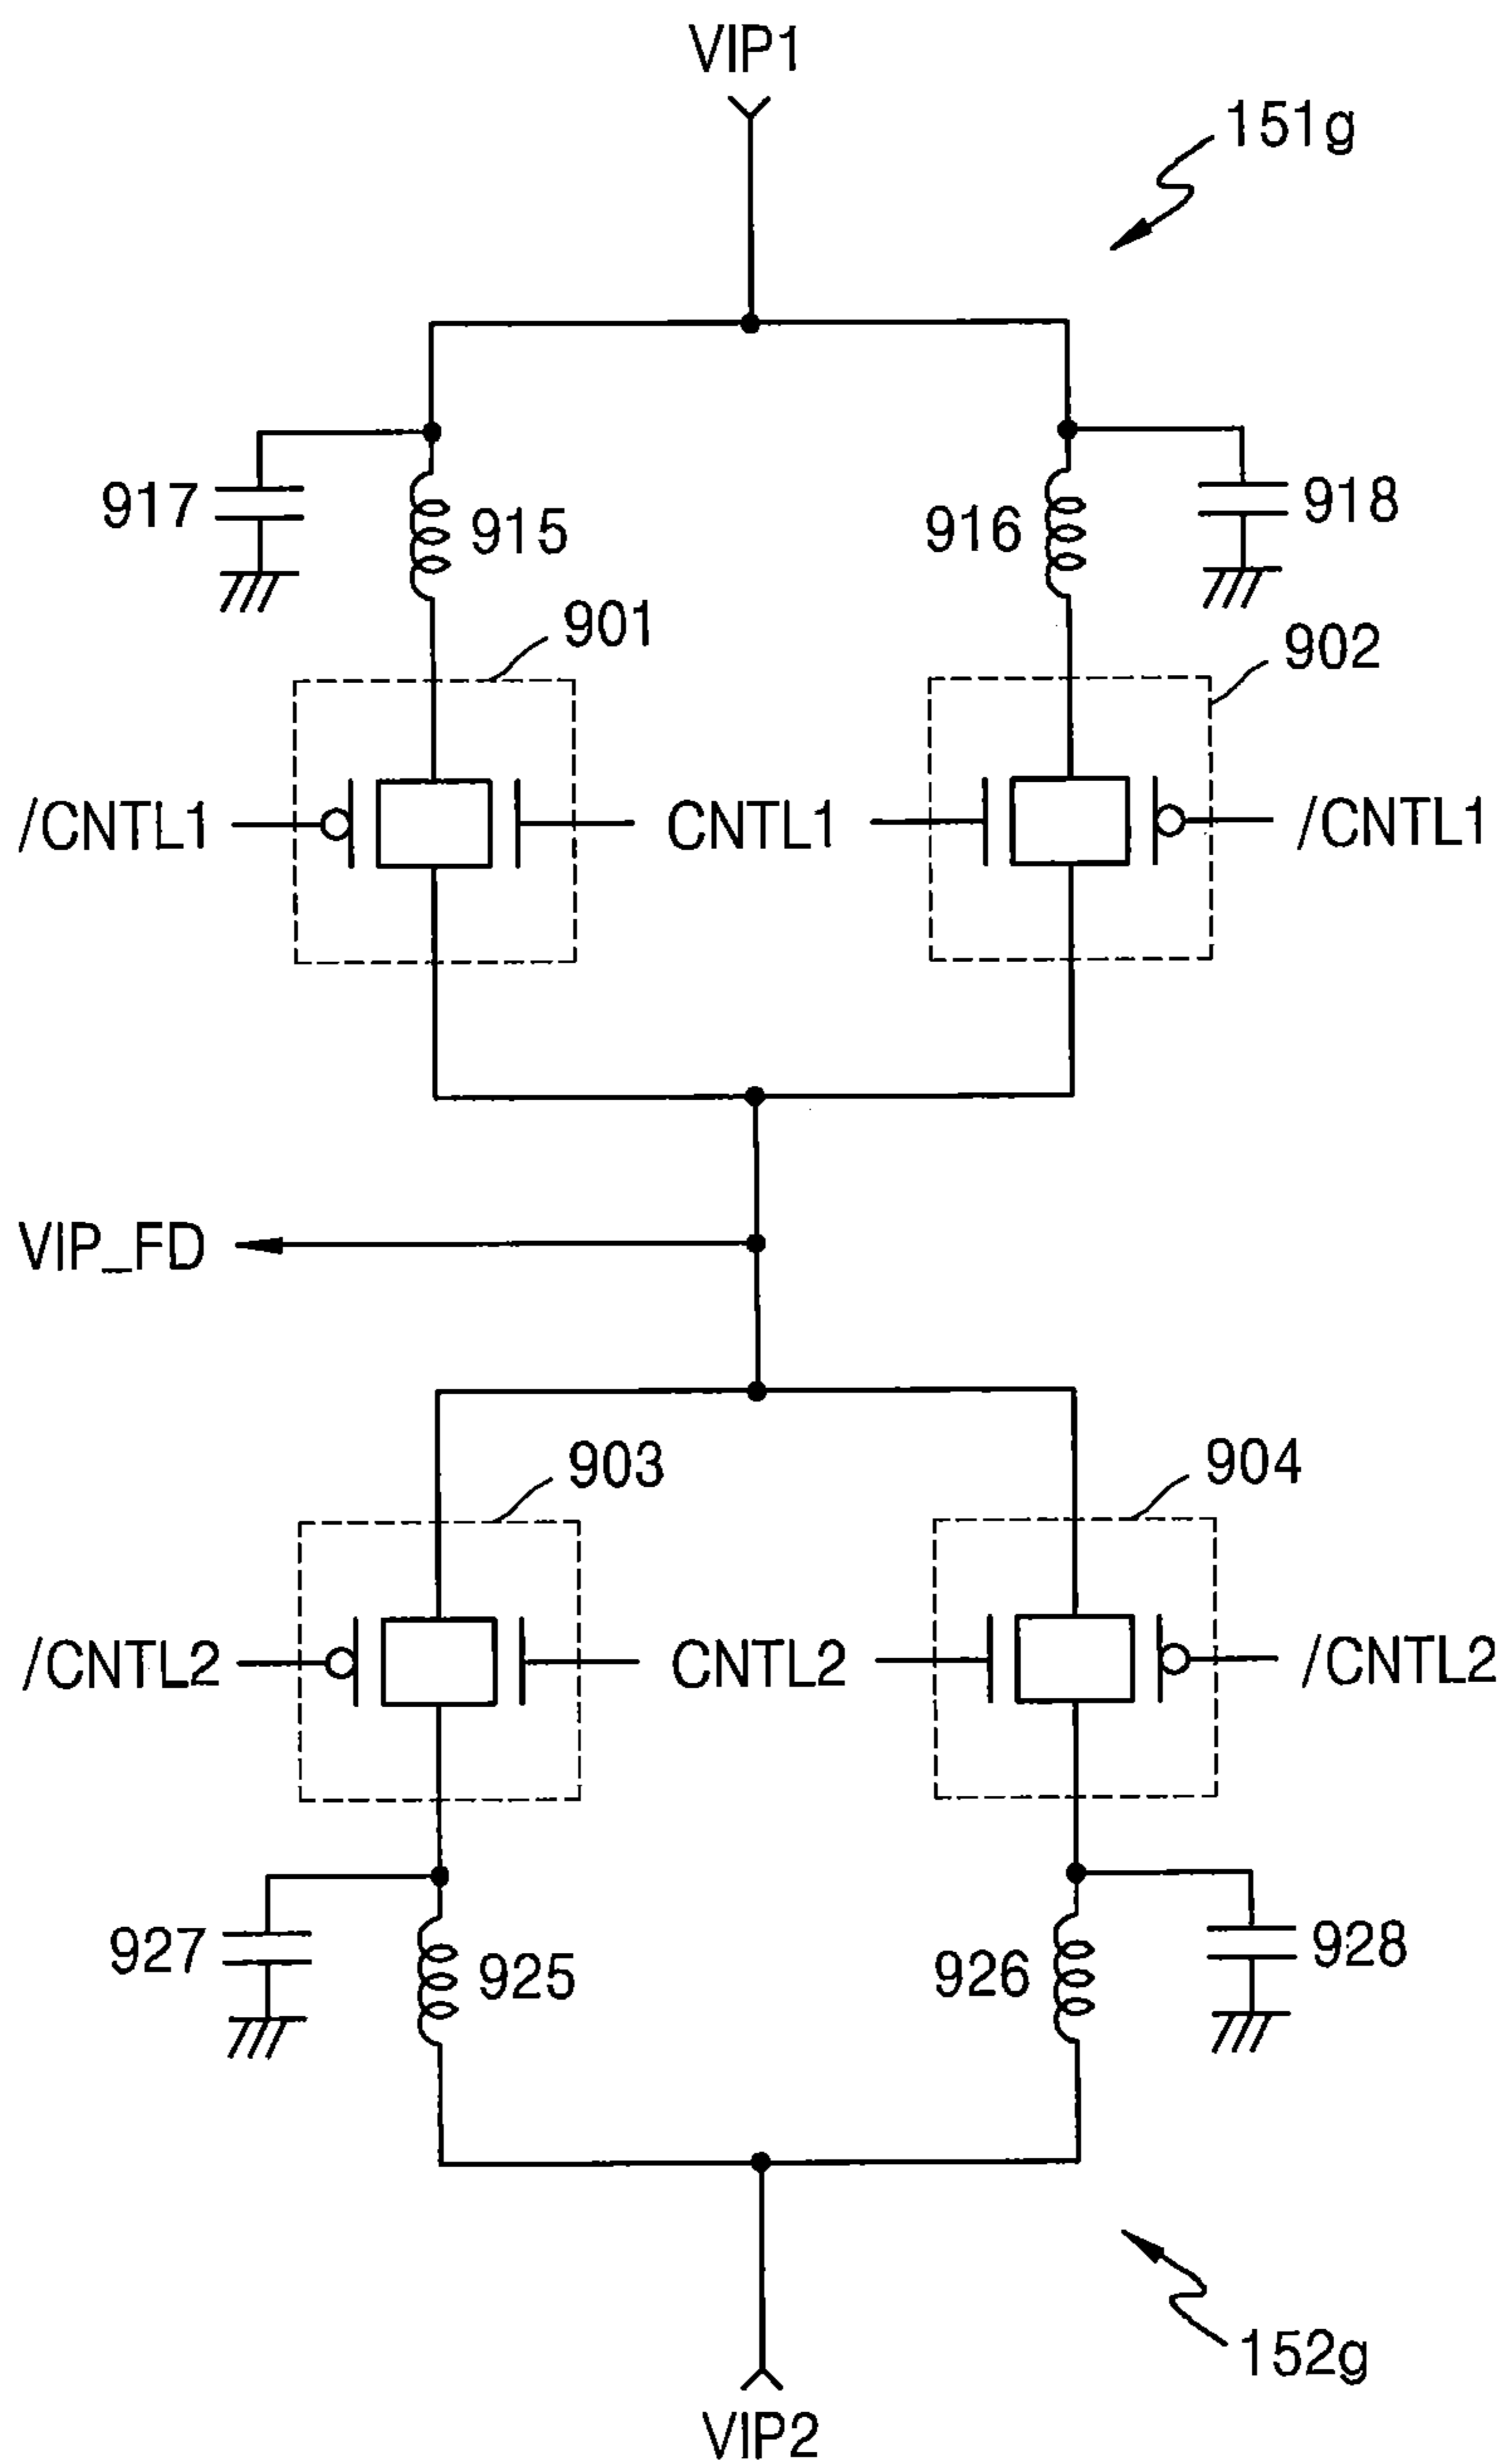 VIP1
151g
917
915
916
918
901
902
/CNTL1
CNTL1
/CNTL1
VIP_FD
903
904
/CNTL2
CNTL2
/CNTL2
927
925
926
928
152g
VIP2